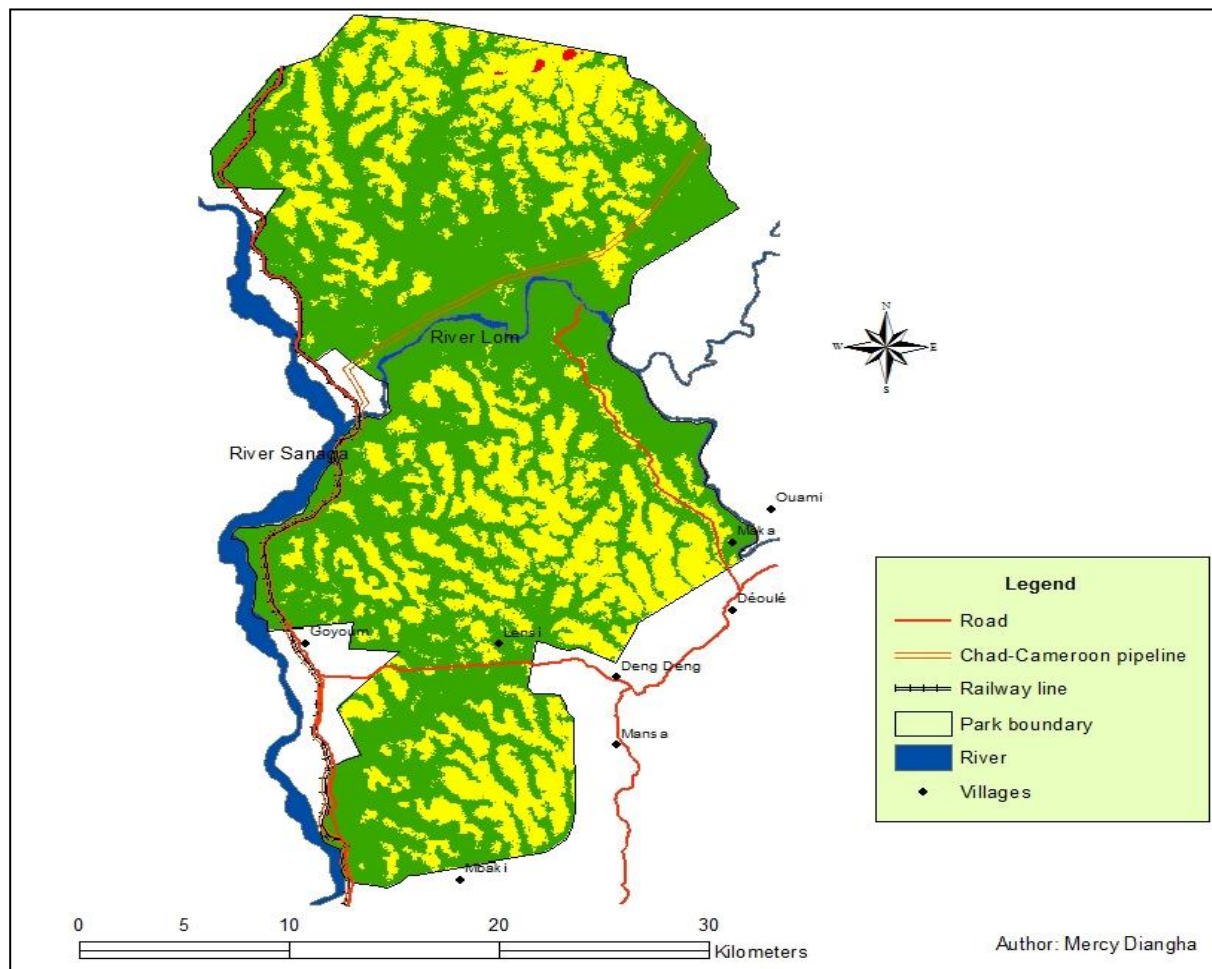 N
W E
S
River Lom
River Sanaga
Ouami
Maka
Déoulé
Goyoum
Lensi
Deng Deng
Mansa
Mbaki
Legend
Road
Chad-Cameroon pipeline
Railway line
Park boundary
River
Villages
0 5 10 20 30
Kilometers
Author: Mercy Diangha